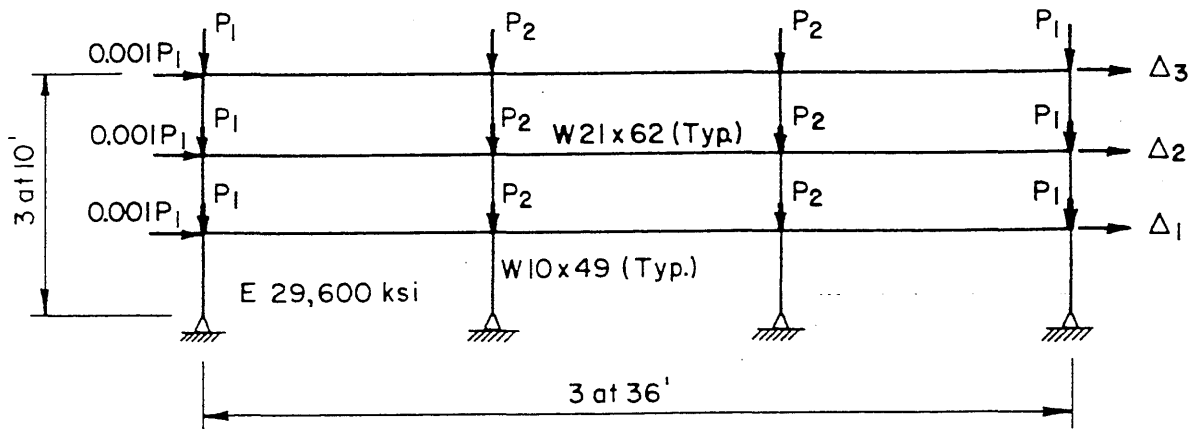 P1 P2 P2 P1
0.001P1 Δ3
P1 P2 W21x62 (Typ.) P2 P1
0.001P1 Δ2
P1 P2 P2 P1
0.001P1 Δ1
3 at 10'
W10x49 (Typ.)
E 29,600 ksi
3 at 36'